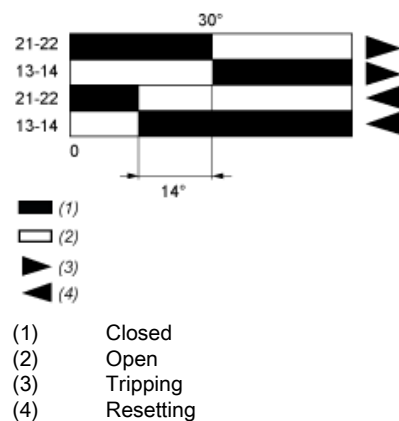 30°
21-22
13-14
21-22
13-14
0
14°
(1)
(2)
(3)
(4)
(1) Closed
(2) Open
(3) Tripping
(4) Resetting